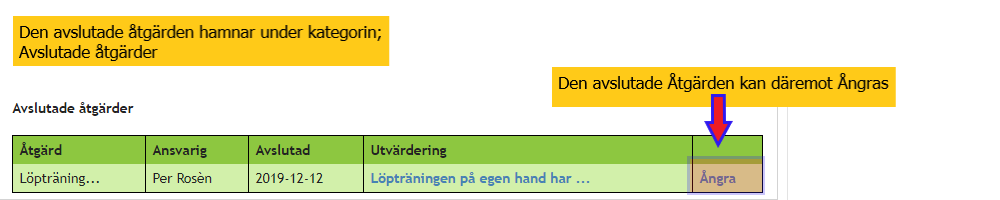 Den avslutade åtgärden hamnar under kategorin;
Avslutade åtgärder
Den avslutade Åtgärden kan däremot Ångras
Avslutade åtgärder
Åtgärd Ansvarig Avslutad Utvärdering
Löpträning... Per Rosèn 2019-12-12 Löpträningen på egen hand har ... Ångra